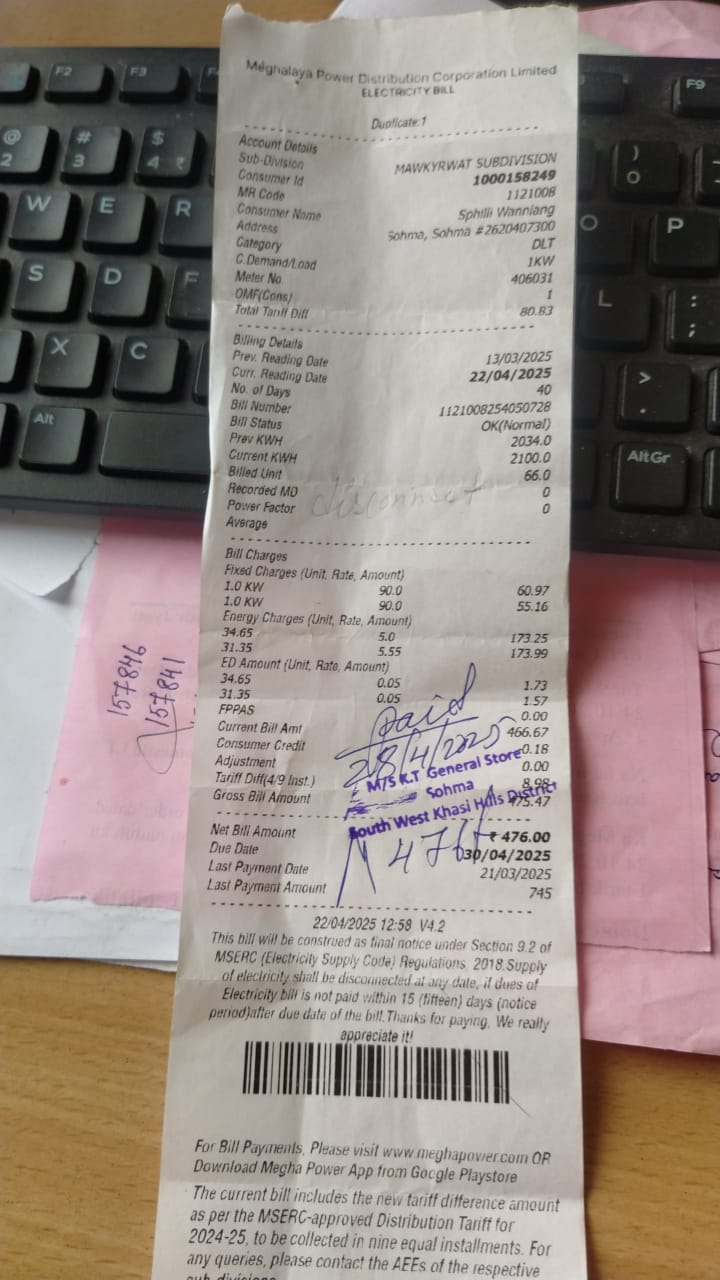 F2
F3
F9
@
2
#
3
$
4 ₹
)
0
W
E
R
O
P
S
D
F
L
:
;
X
C
>
.
Alt
AltGr
Meghalaya Power Distribution Corporation Limited
ELECTRICITY BILL
Duplicate:1
Account Details
Sub-Division MAWKYRWAT SUBDIVISION
Consumer Id 1000158249
MR Code 1121008
Consumer Name Sphilli Wanniang
Address Sohma, Sohma #2620407300
Category DLT
C.Demand/Load 1KW
Meter No. 406031
OMF(Cons) 1
Total Tariff Diff 80.83
Billing Details
Prev. Reading Date 13/03/2025
Curr. Reading Date 22/04/2025
No. of Days 40
Bill Number 1121008254050728
Bill Status OK(Normal)
Prev KWH 2034.0
Current KWH 2100.0
Billed Unit 66.0
Recorded MD 0
Power Factor 0
Average
disconnect
Bill Charges
Fixed Charges (Unit, Rate, Amount)
1.0 KW 90.0 60.97
1.0 KW 90.0 55.16
Energy Charges (Unit, Rate, Amount)
34.65 5.0 173.25
31.35 5.55 173.99
ED Amount (Unit, Rate, Amount)
34.65 0.05 1.73
31.35 0.05 1.57
FPPAS 0.00
Current Bill Amt 466.67
Consumer Credit -0.18
Adjustment 0.00
Tariff Diff(4/9 Inst.) 8.98
Gross Bill Amount 475.47
paid
28/4/2025
M/S K.T General Store
Sohma
South West Khasi Hills District
Net Bill Amount ₹ 476.00
Due Date 30/04/2025
Last Payment Date 21/03/2025
Last Payment Amount 745
22/04/2025 12:58 V4.2
This bill will be construed as final notice under Section 9.2 of
MSERC (Electricity Supply Code) Regulations, 2018.Supply
of electricity shall be disconnected at any date, if dues of
Electricity bill is not paid within 15 (fifteen) days (notice
period)after due date of the bill.Thanks for paying. We really
appreciate it!
For Bill Payments, Please visit www.meghapower.com OR
Download Megha Power App from Google Playstore
The current bill includes the new tariff difference amount
as per the MSERC-approved Distribution Tariff for
2024-25, to be collected in nine equal installments. For
any queries, please contact the AEEs of the respective
sub-divisions.
157846
157841